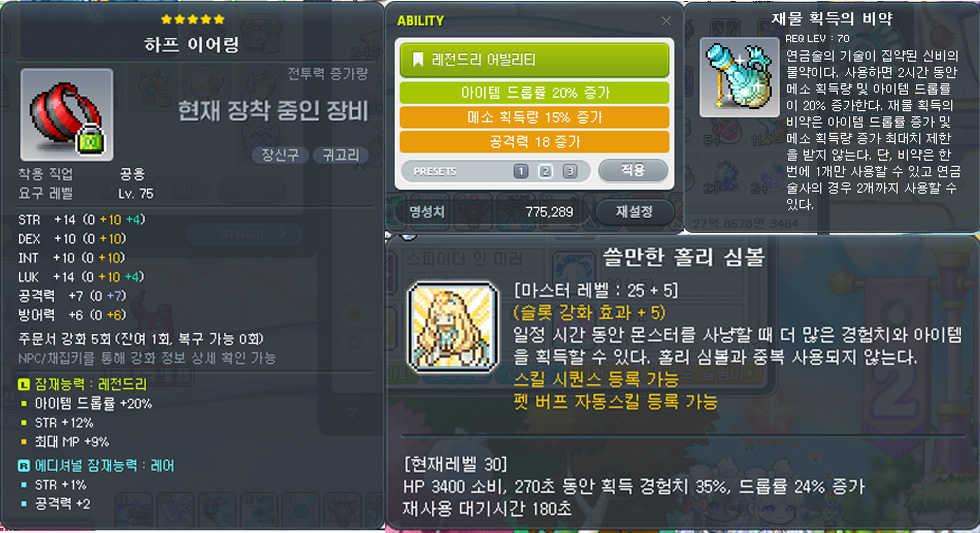 하프 이어링
전투력 증가량
현재 장착 중인 장비
장신구 귀고리
착용 직업 공용
요구 레벨 Lv. 75
STR +14 (0 +10 +4)
DEX +10 (0 +10)
INT +10 (0 +10)
LUK +14 (0 +10 +4)
공격력 +7 (0 +7)
방어력 +6 (0 +6)
주문서 강화 5회 (잔여 1회, 복구 가능 0회)
NPC/채집키를 통해 강화 정보 상세 확인 가능
L 잠재능력 : 레전드리
아이템 드롭률 +20%
STR +12%
최대 MP +9%
R 에디셔널 잠재능력 : 레어
STR +1%
공격력 +2
ABILITY
레전드리 어빌리티
아이템 드롭률 20% 증가
메소 획득량 15% 증가
공격력 18 증가
PRESETS 1 2 3 적용
명성치 775,289 재설정
재물 획득의 비약
REQ LEV : 70
연금술의 기술이 집약된 신비의
물약이다. 사용하면 2시간 동안
메소 획득량 및 아이템 드롭률
이 20% 증가한다. 재물 획득의
비약은 아이템 드롭률 증가 및
메소 획득량 증가 최대치 제한
을 받지 않는다. 단, 비약은 한
번에 1개만 사용할 수 있고 연금
술사의 경우 2개까지 사용할 수
있다.
27억 8578만 3464
스파이더 인 미러
쓸만한 홀리 심볼
[마스터 레벨 : 25 + 5]
(슬롯 강화 효과 + 5)
일정 시간 동안 몬스터를 사냥할 때 더 많은 경험치와 아이템
을 획득할 수 있다. 홀리 심볼과 중복 사용되지 않는다.
스킬 시퀀스 등록 가능
펫 버프 자동스킬 등록 가능
[현재레벨 30]
HP 3400 소비, 270초 동안 획득 경험치 35%, 드롭률 24% 증가
재사용 대기시간 180초